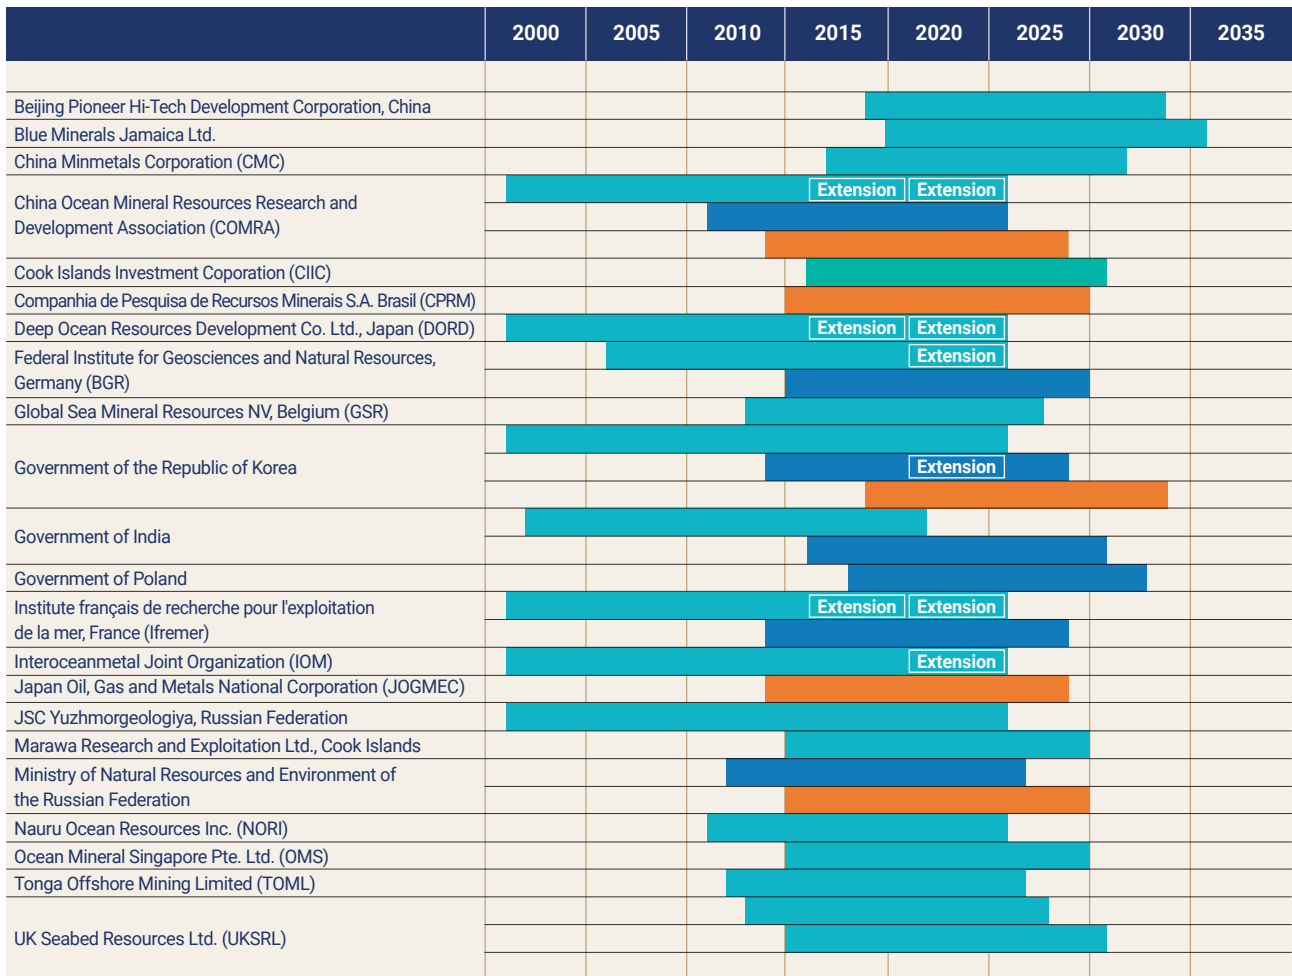 2000 2005 2010 2015 2020 2025 2030 2035
Beijing Pioneer Hi-Tech Development Corporation, China
Blue Minerals Jamaica Ltd.
China Minmetals Corporation (CMC)
China Ocean Mineral Resources Research and
Development Association (COMRA)
Extension Extension
Cook Islands Investment Coporation (CIIC)
Companhia de Pesquisa de Recursos Minerais S.A. Brasil (CPRM)
Deep Ocean Resources Development Co. Ltd., Japan (DORD) Extension Extension
Federal Institute for Geosciences and Natural Resources,
Germany (BGR)
Extension
Global Sea Mineral Resources NV, Belgium (GSR)
Government of the Republic of Korea Extension
Government of India
Government of Poland
Institute français de recherche pour l'exploitation
de la mer, France (Ifremer)
Extension Extension
Interoceanmetal Joint Organization (IOM) Extension
Japan Oil, Gas and Metals National Corporation (JOGMEC)
JSC Yuzhmorgeologiya, Russian Federation
Marawa Research and Exploitation Ltd., Cook Islands
Ministry of Natural Resources and Environment of
the Russian Federation
Nauru Ocean Resources Inc. (NORI)
Ocean Mineral Singapore Pte. Ltd. (OMS)
Tonga Offshore Mining Limited (TOML)
UK Seabed Resources Ltd. (UKSRL)